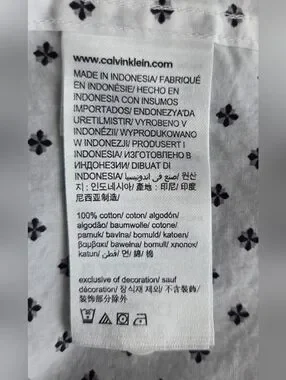 www.calvinklein.com
MADE IN INDONESIA/ FABRIQUÉ
EN INDONÉSIE/ HECHO EN
INDONESIA CON INSUMOS
IMPORTADOS/ ENDONEZYA'DA
ÜRETİLMİŞTİR/ VYROBENO V
INDONÉZII/ WYPRODUKOWANO
W INDONEZJI/ PRODUSERT I
INDONESIA/ ИЗГОТОВЛЕНО В
ИНДОНЕЗИИ/ DIBUAT DI
INDONESIA/ صنع في اندونيسيا/ 원산
지 : 인도네시아/ 產地 : 印尼/ 印度
尼西亚制造/
100% cotton/ coton/ algodón/
algodão/ baumwolle/ cotone/
pamuk/ bavlna/ bomuld/ katoen/
βαμβακι/ bawełna/ bomull/ хлопок/
katun/ قطن/ 면/ 綿/ 棉
exclusive of decoration/ sauf
décoration/ 장식재 제외/ 不含裝飾/
装饰部分除外